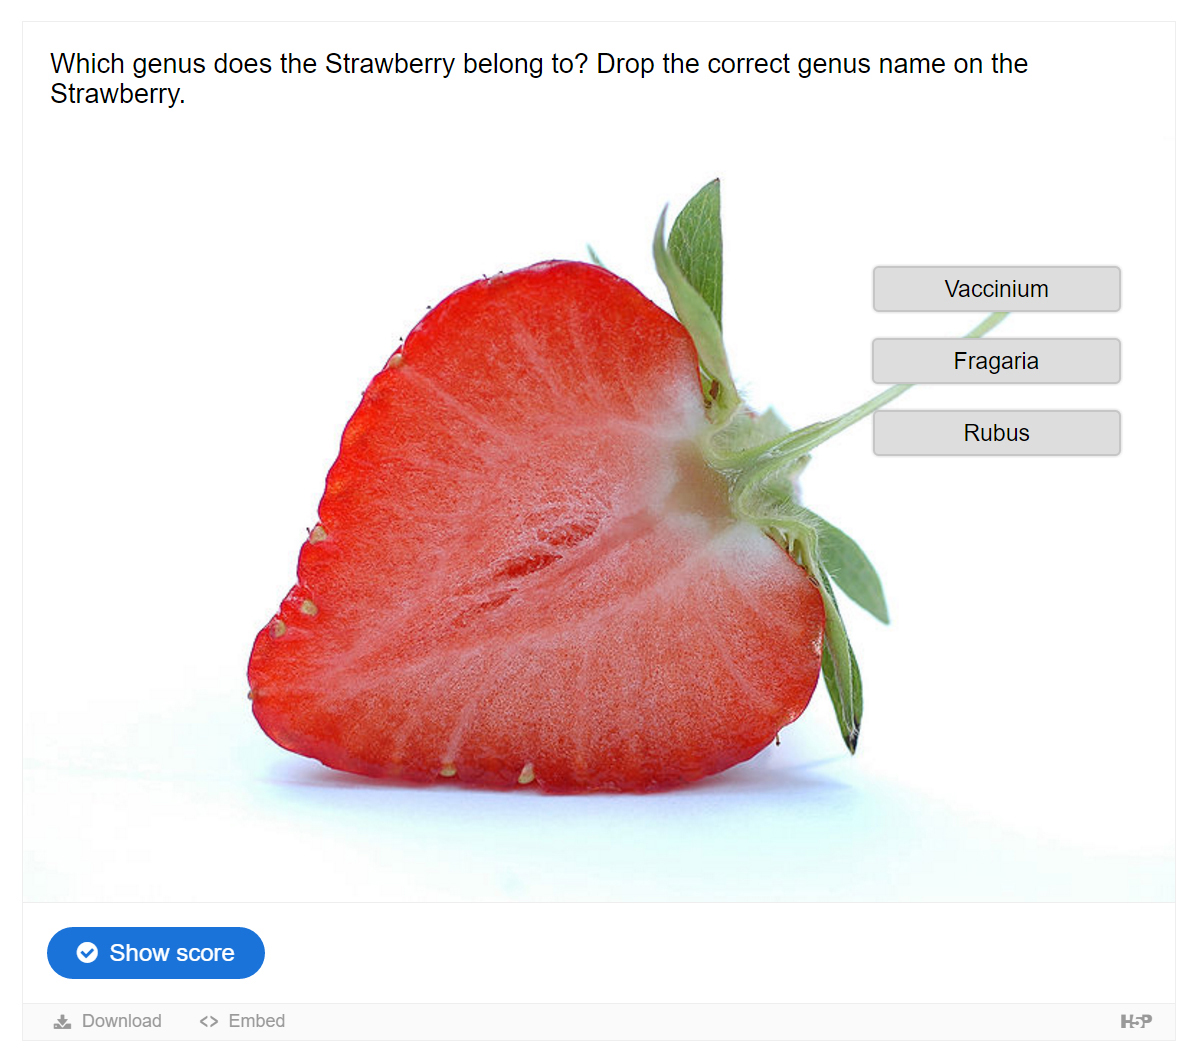 Which genus does the Strawberry belong to? Drop the correct genus name on the
Strawberry.
Vaccinium
Fragaria
Rubus
Show score
Download
<> Embed
H5P